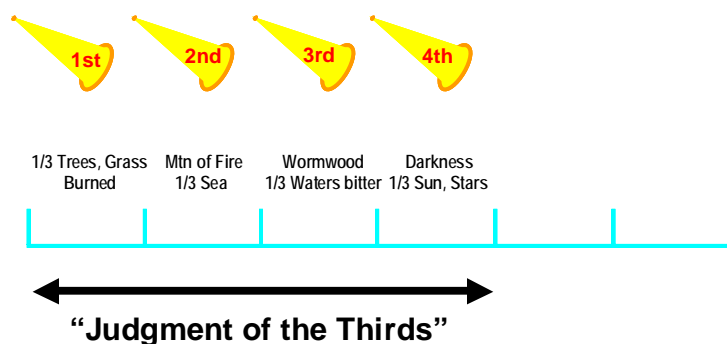 1st
2nd
3rd
4th
1/3 Trees, Grass
Burned
Mtn of Fire
1/3 Sea
Wormwood
1/3 Waters bitter
Darkness
1/3 Sun, Stars
“Judgment of the Thirds”